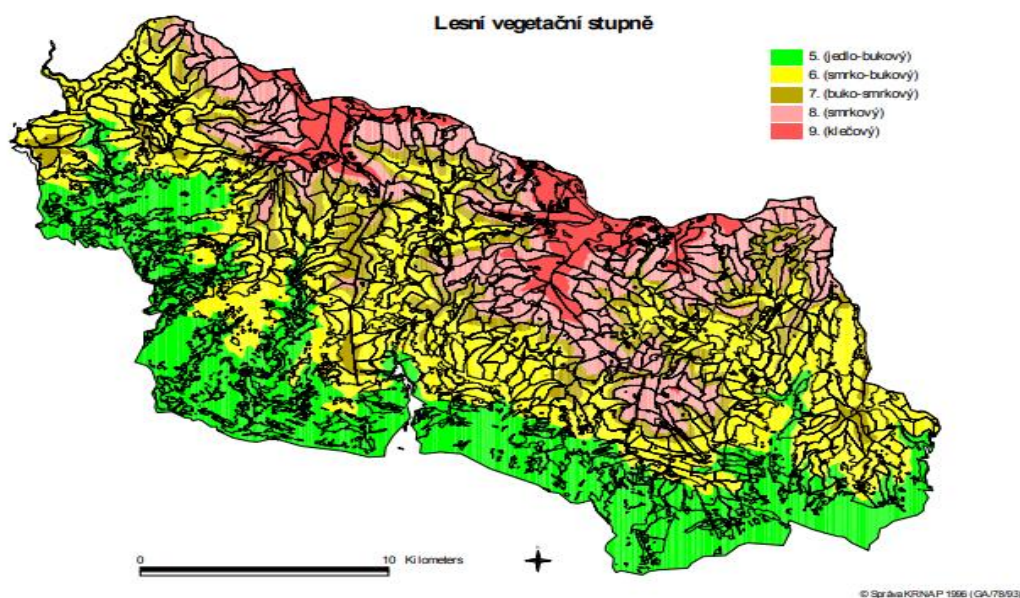 Lesní vegetační stupně
5. (jedlo-bukový)
6. (smrko-bukový)
7. (buko-smrkový)
8. (smrkový)
9. (klečový)
0 10 Kilometers
© Správa KRNAP 1996 (GA/78/93)